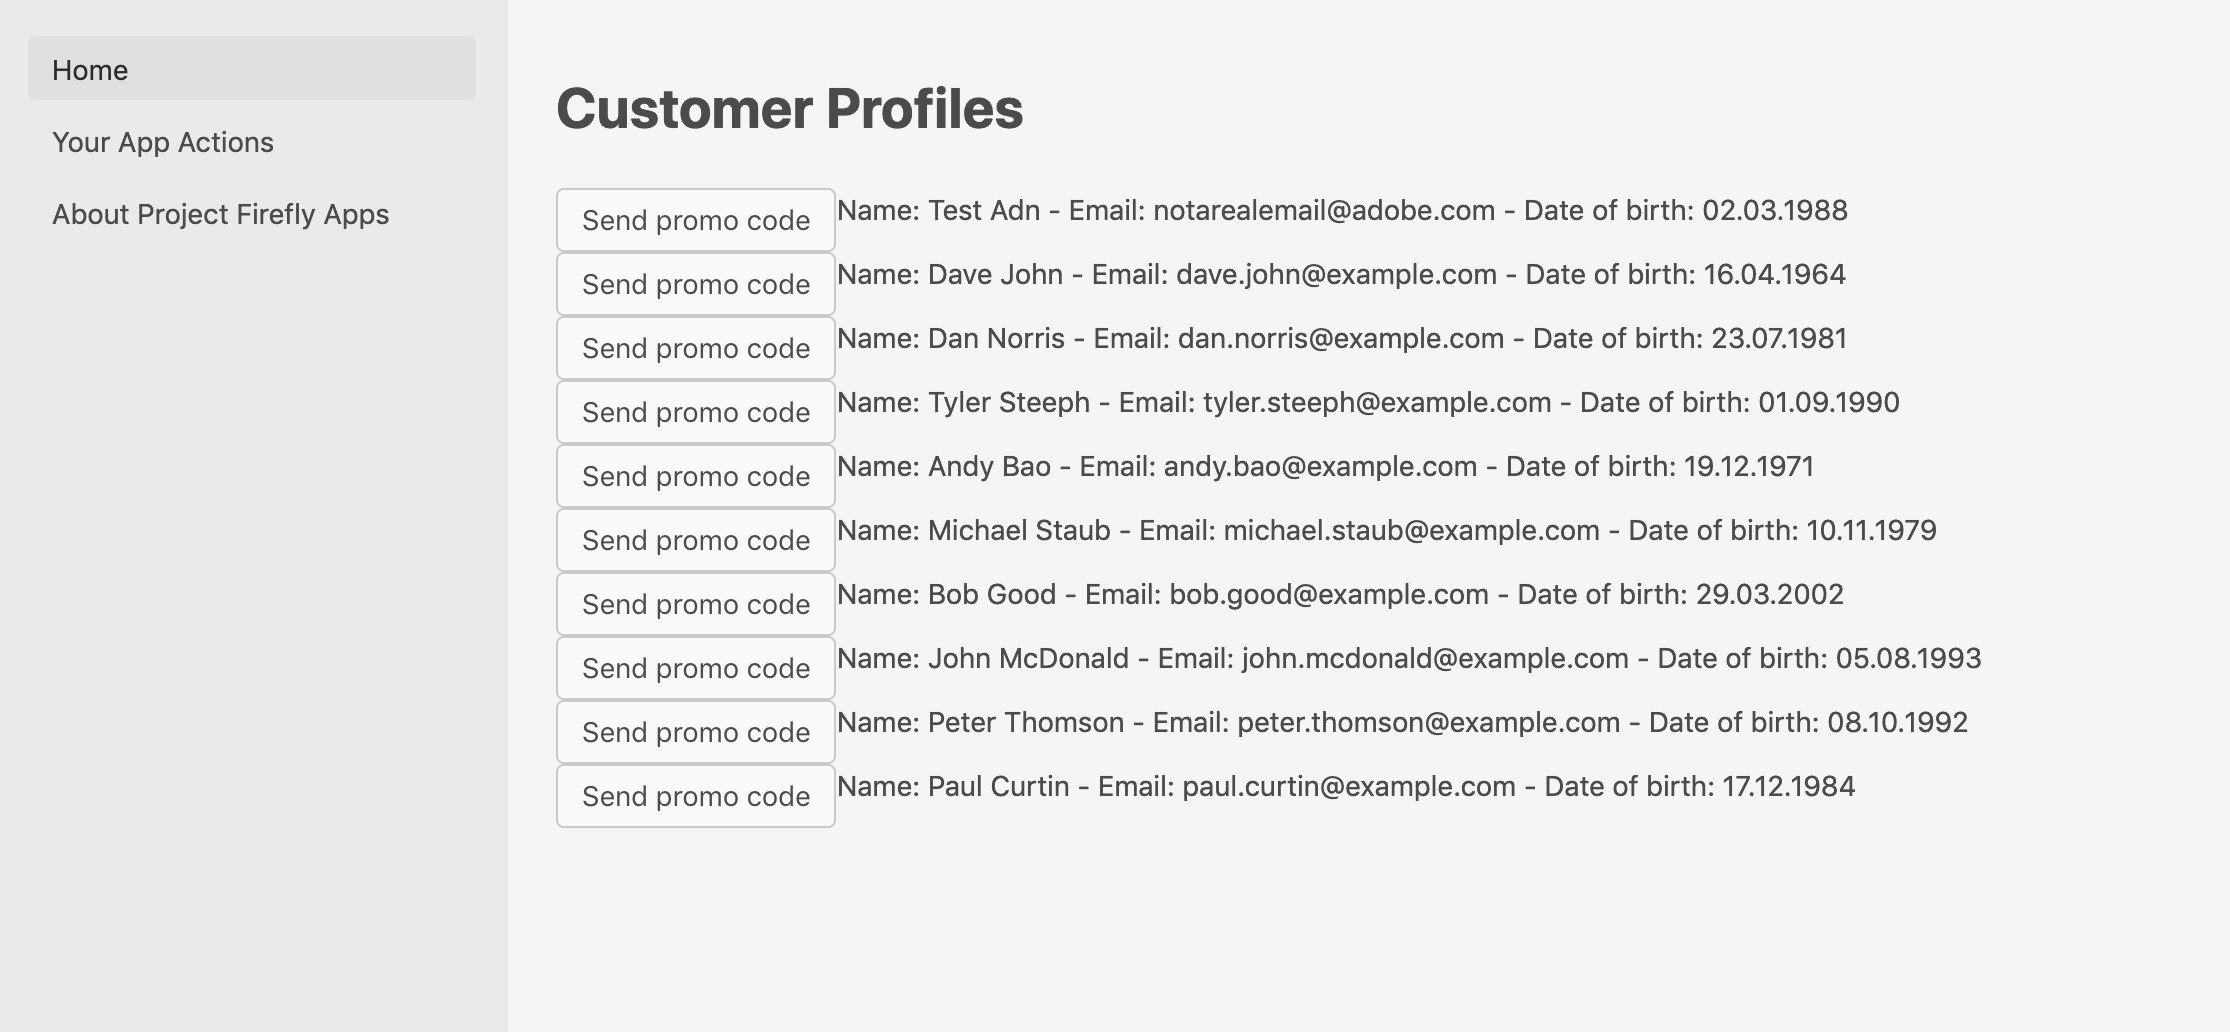 Home
Your App Actions
About Project Firefly Apps
Customer Profiles
Send promo code Name: Test Adn - Email: notarealemail@adobe.com - Date of birth: 02.03.1988
Send promo code Name: Dave John - Email: dave.john@example.com - Date of birth: 16.04.1964
Send promo code Name: Dan Norris - Email: dan.norris@example.com - Date of birth: 23.07.1981
Send promo code Name: Tyler Steeph - Email: tyler.steeph@example.com - Date of birth: 01.09.1990
Send promo code Name: Andy Bao - Email: andy.bao@example.com - Date of birth: 19.12.1971
Send promo code Name: Michael Staub - Email: michael.staub@example.com - Date of birth: 10.11.1979
Send promo code Name: Bob Good - Email: bob.good@example.com - Date of birth: 29.03.2002
Send promo code Name: John McDonald - Email: john.mcdonald@example.com - Date of birth: 05.08.1993
Send promo code Name: Peter Thomson - Email: peter.thomson@example.com - Date of birth: 08.10.1992
Send promo code Name: Paul Curtin - Email: paul.curtin@example.com - Date of birth: 17.12.1984